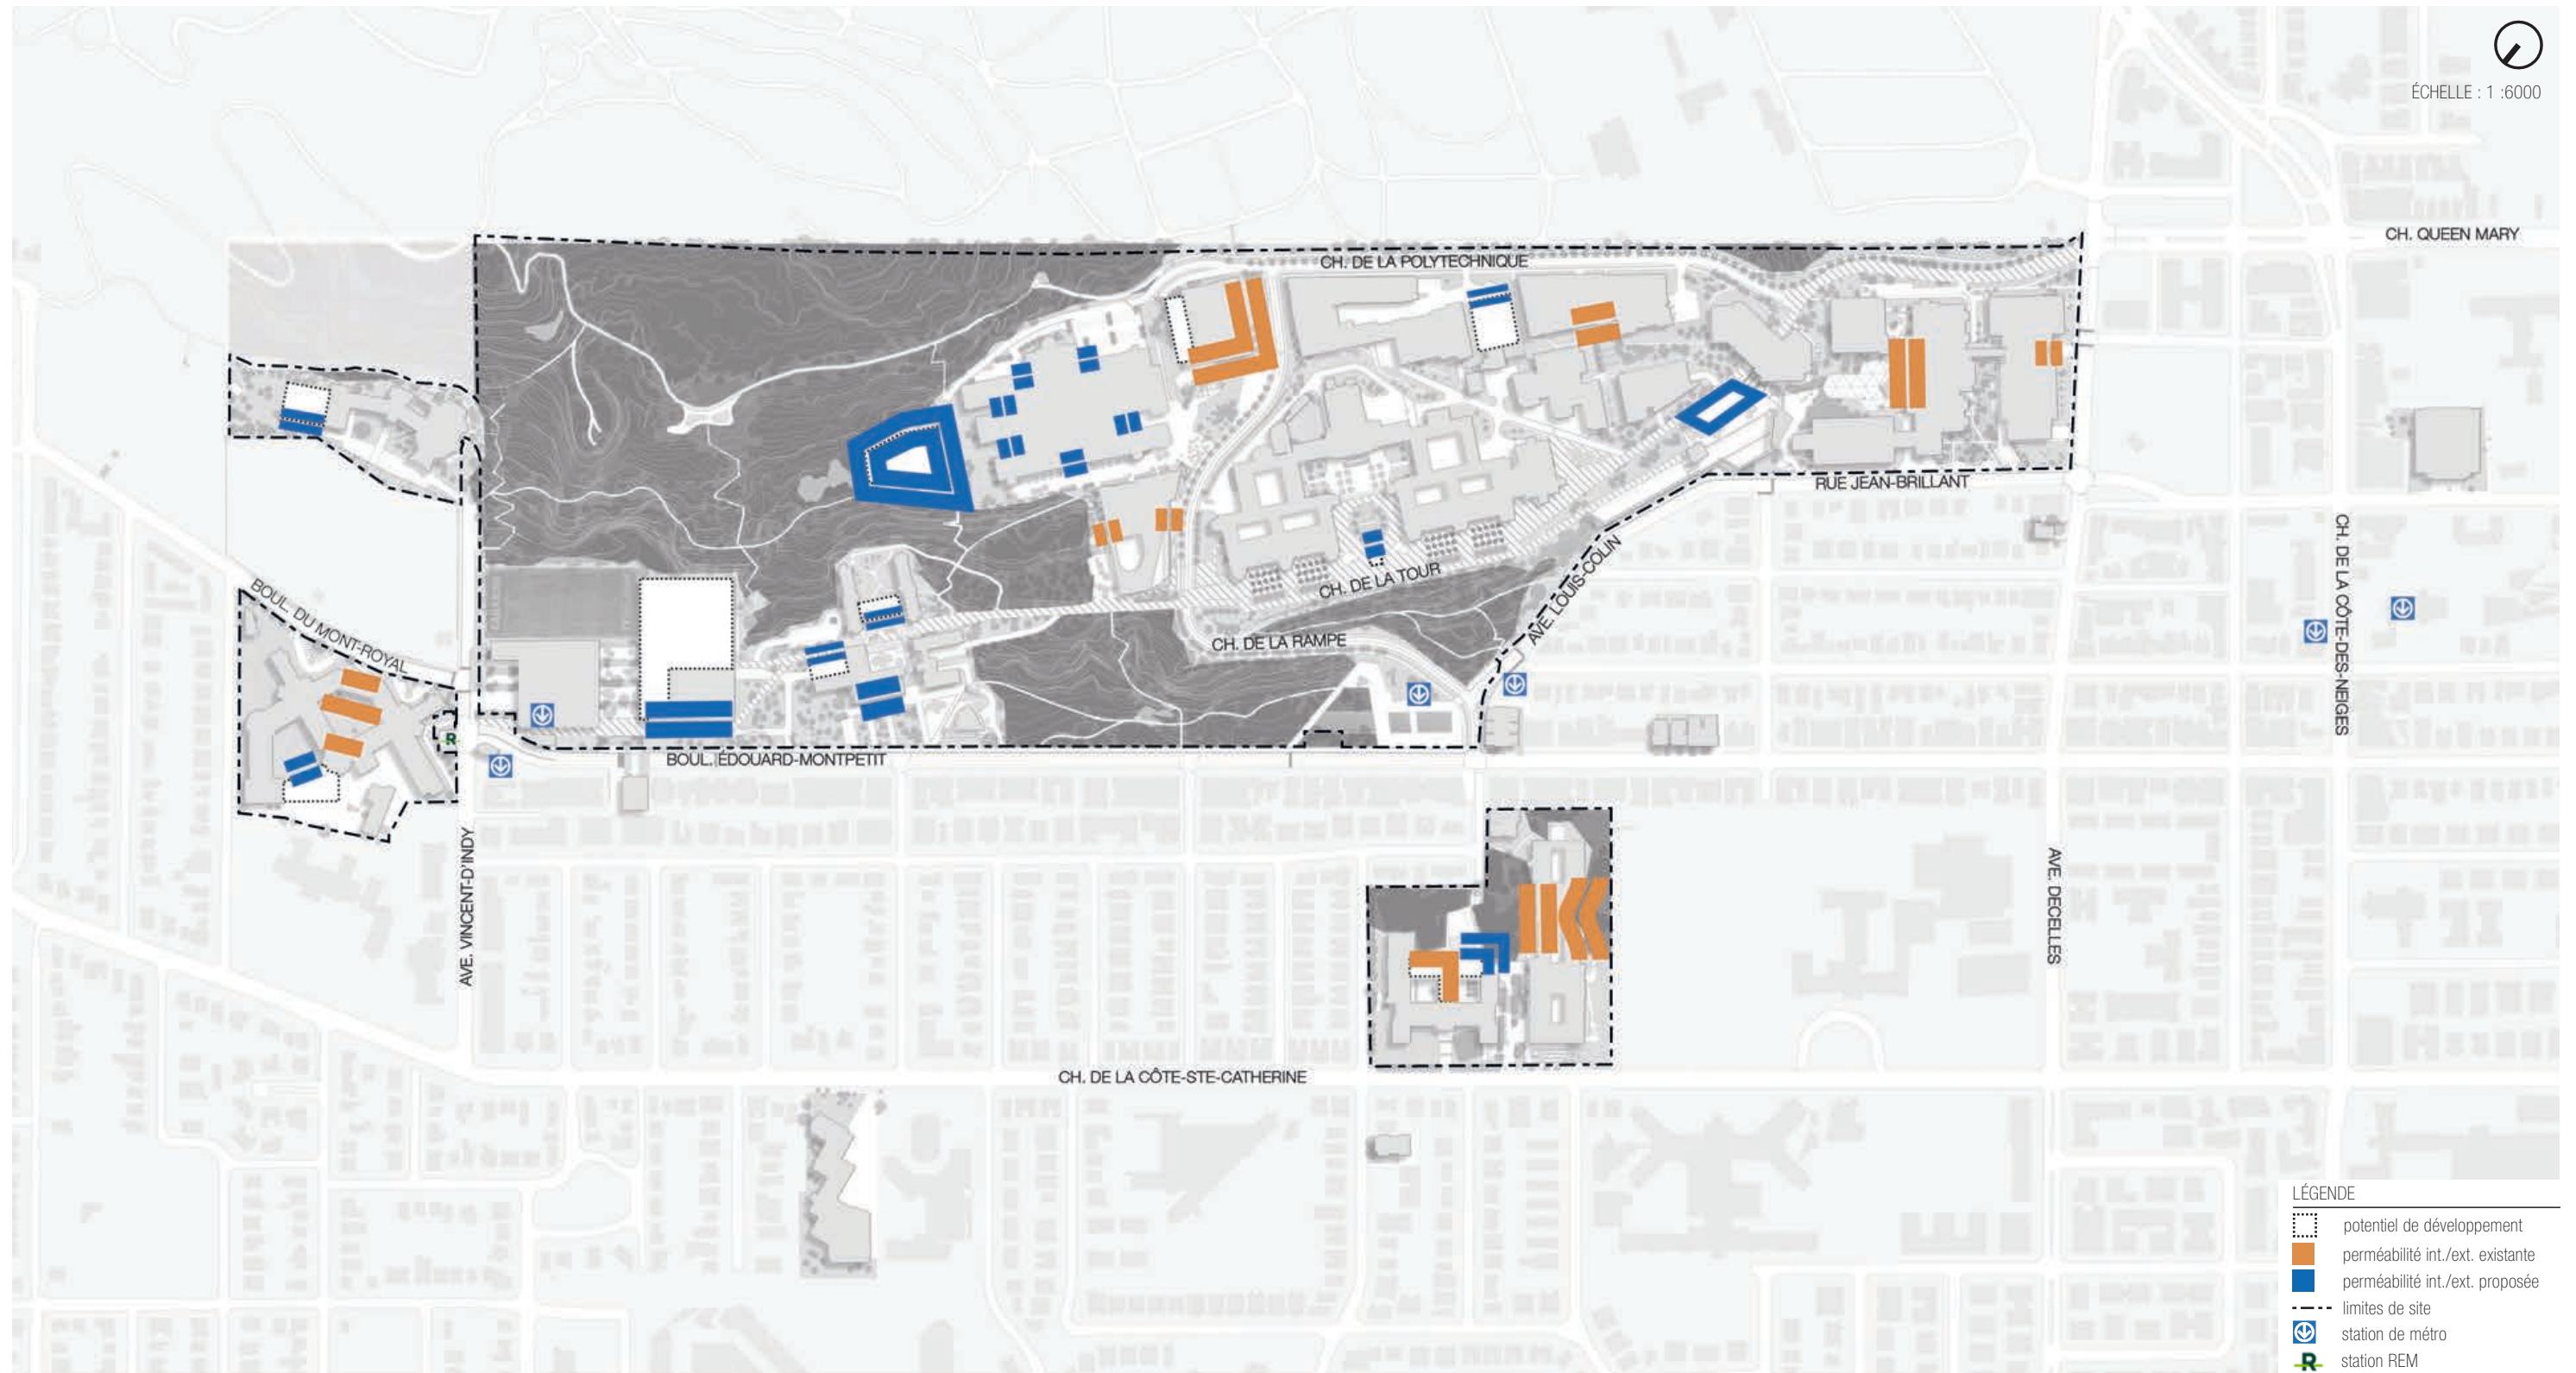 ÉCHELLE : 1 :6000
CH. QUEEN MARY
CH. DE LA POLYTECHNIQUE
RUE JEAN-BRILLANT
CH. DE LA CÔTE-DES-NEIGES
AVE. LOUIS-COLIN
CH. DE LA TOUR
BOUL. DU MONT-ROYAL
CH. DE LA RAMPE
R
BOUL. ÉDOUARD-MONTPETIT
AVE. VINCENT-D'INDY
AVE. DECELLES
CH. DE LA CÔTE-STE-CATHERINE
LÉGENDE
potentiel de développement
perméabilité int./ext. existante
perméabilité int./ext. proposée
limites de site
station de métro
R station REM